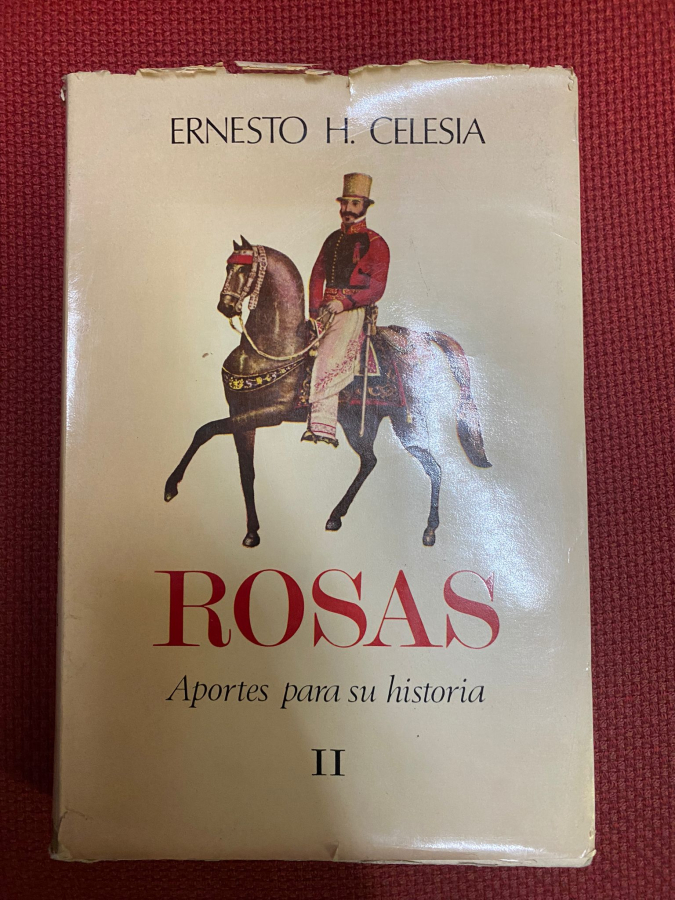 ERNESTO H. CELESIA
ROSAS
Aportes para su historia
II